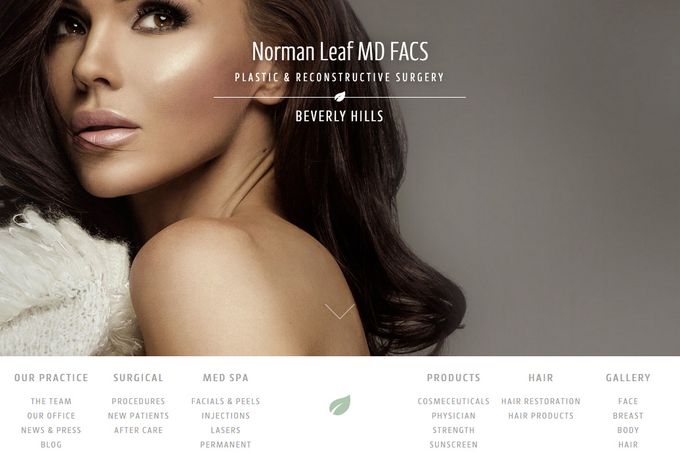 Norman Leaf MD FACS
PLASTIC & RECONSTRUCTIVE SURGERY
BEVERLY HILLS
OUR PRACTICE
THE TEAM
OUR OFFICE
NEWS & PRESS
BLOG
SURGICAL
PROCEDURES
NEW PATIENTS
AFTER CARE
MED SPA
FACIALS & PEELS
INJECTIONS
LASERS
PERMANENT
PRODUCTS
COSMECEUTICALS
PHYSICIAN
STRENGTH
SUNSCREEN
HAIR
HAIR RESTORATION
HAIR PRODUCTS
GALLERY
FACE
BREAST
BODY
HAIR